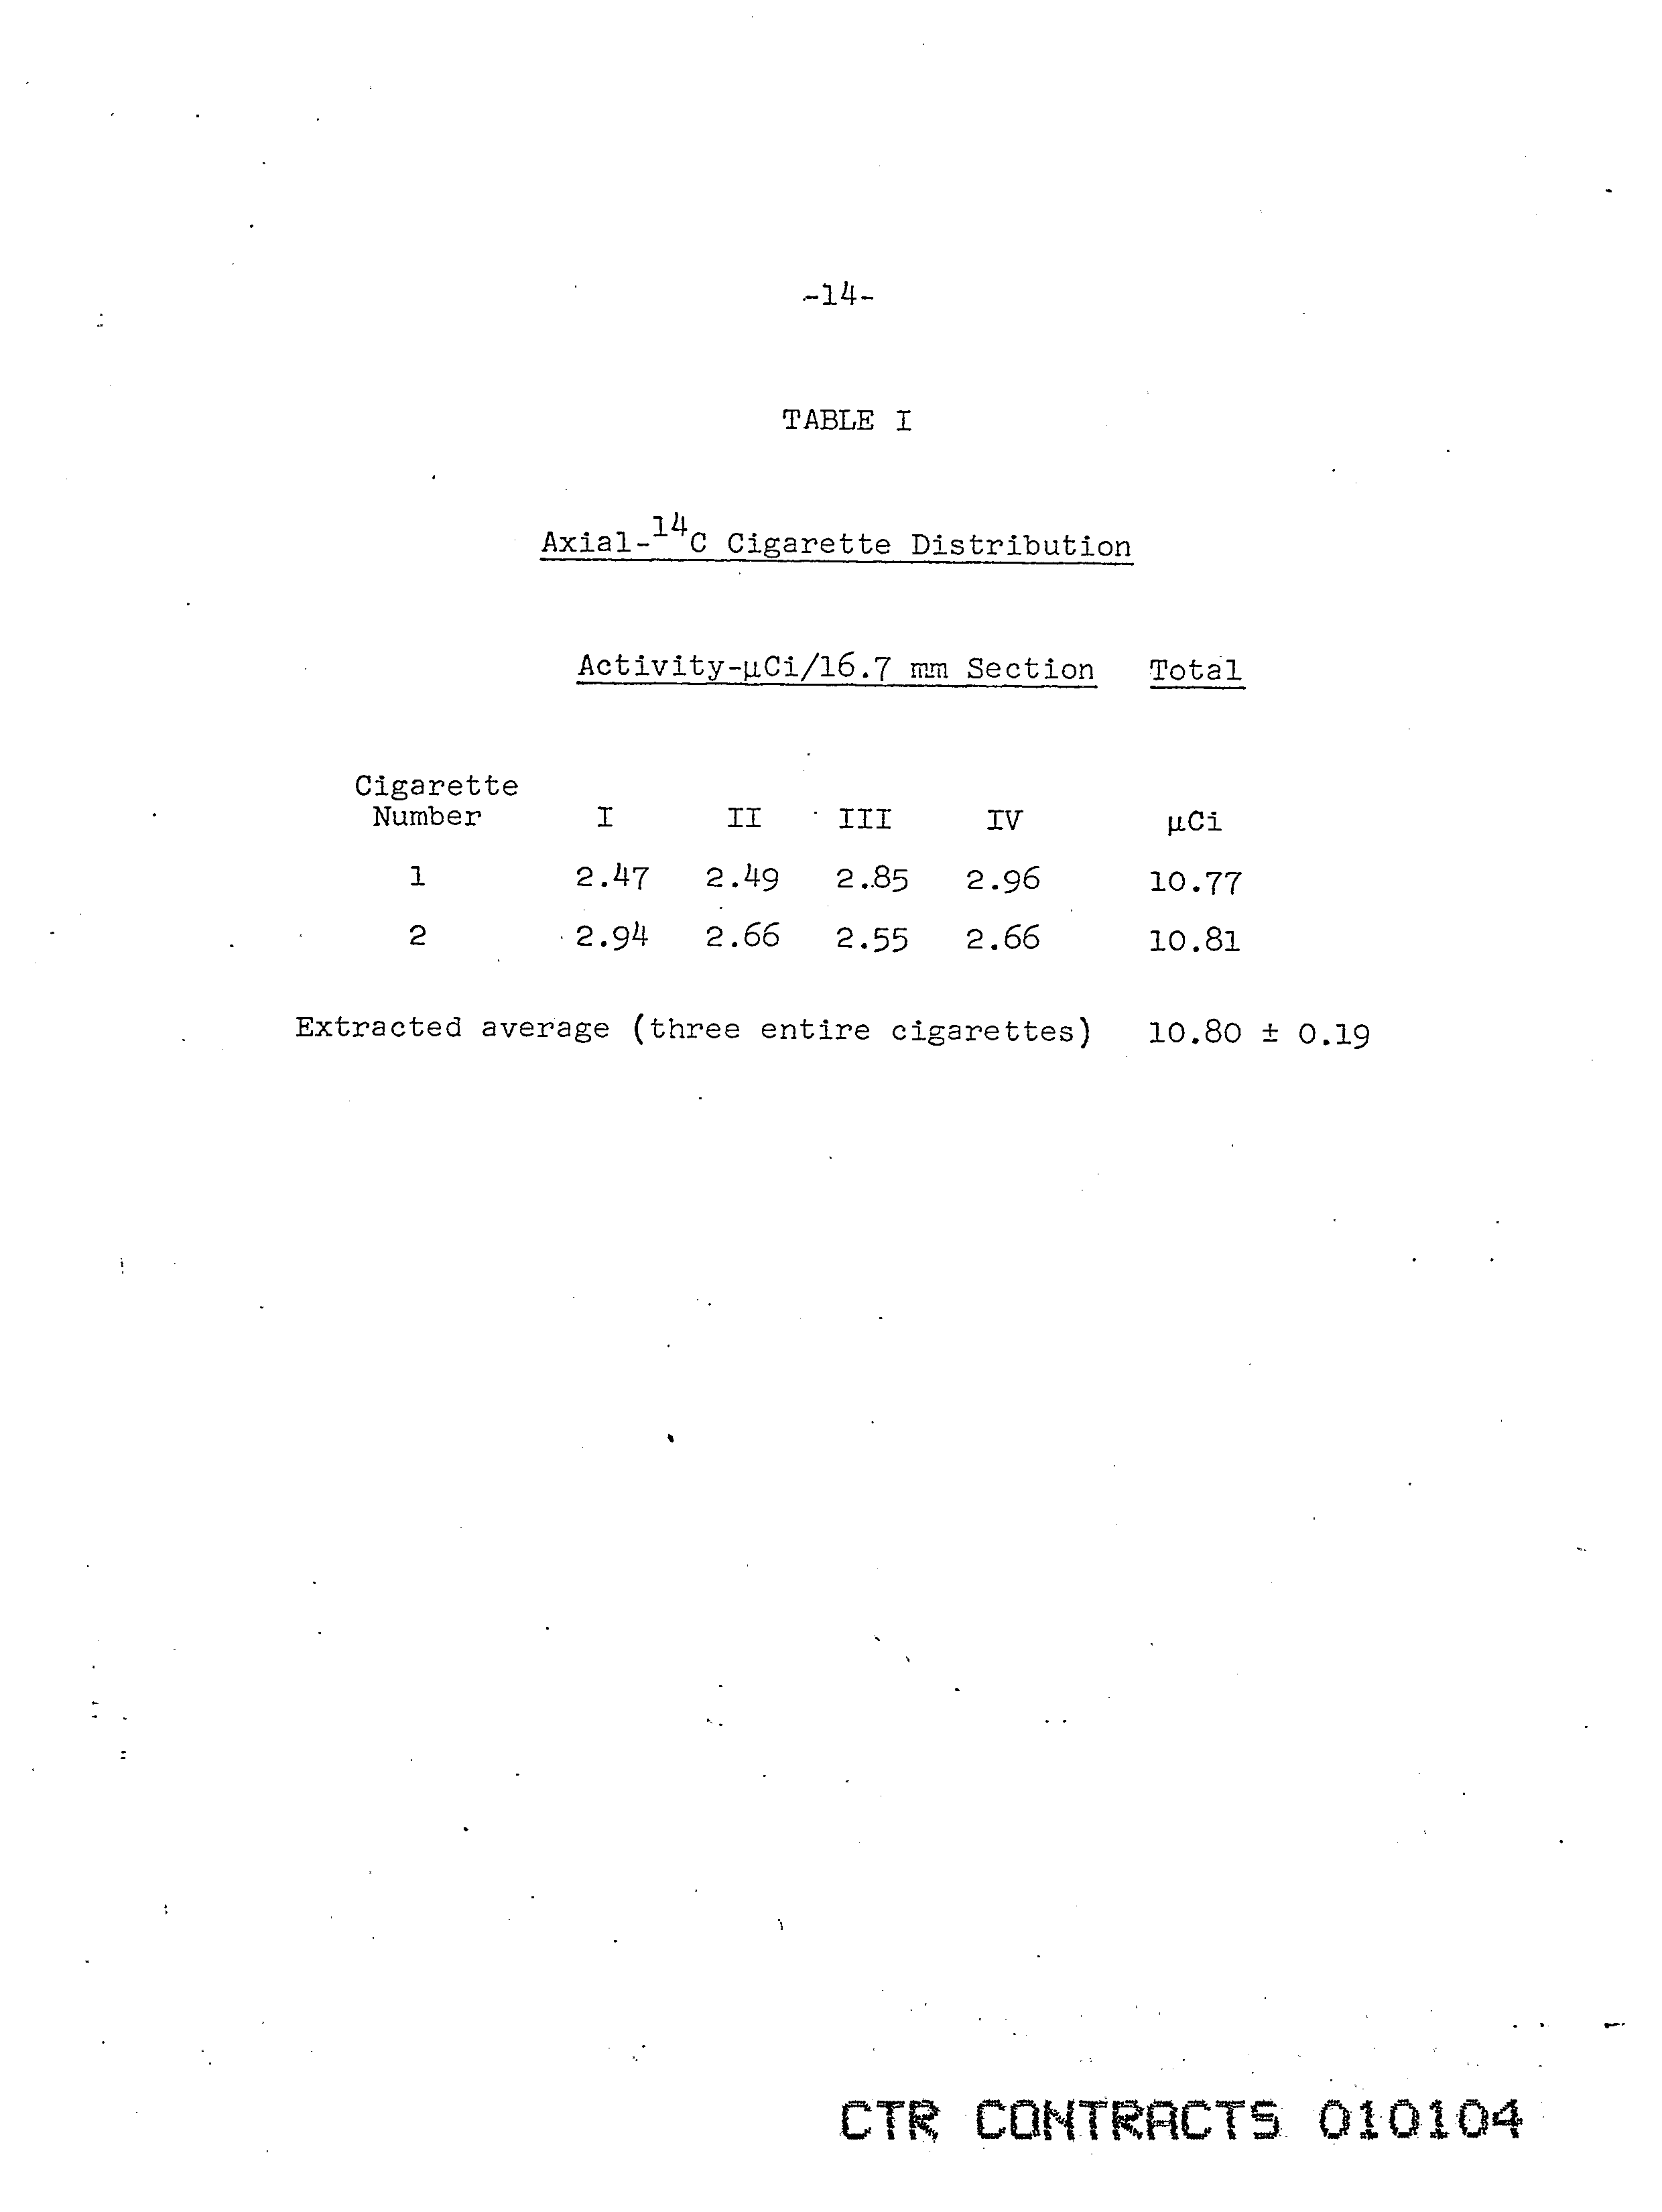 -14-
TABLE I
Axial-¹⁴C Cigarette Distribution
Activity-µCi/16.7 mm Section Total
Cigarette
Number I II III IV µCi
1 2.47 2.49 2.85 2.96 10.77
2 2.94 2.66 2.55 2.66 10.81
Extracted average (three entire cigarettes) 10.80 ± 0.19
CTR CONTRACTS 010104